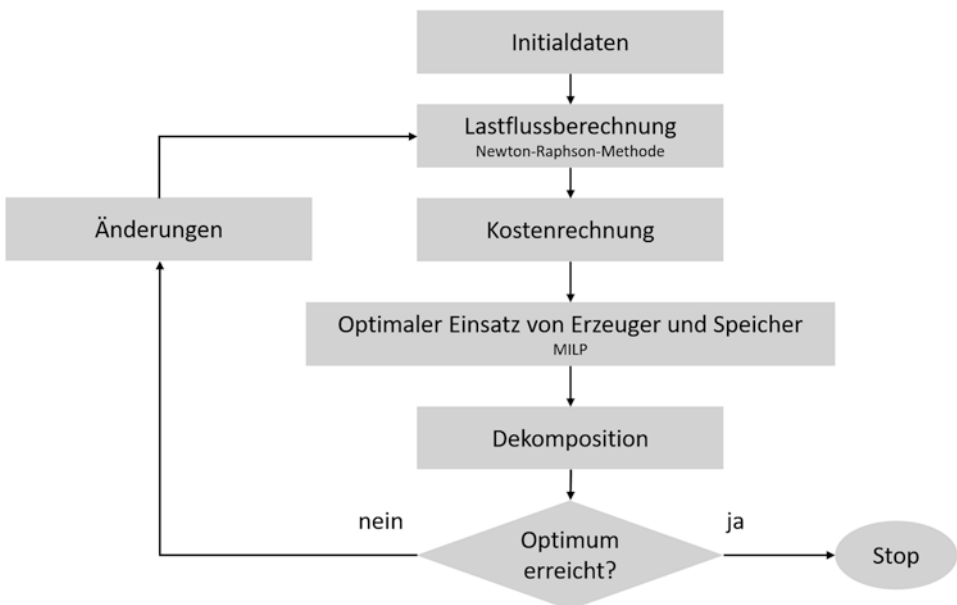 Initialdaten
Lastflussberechnung
Newton-Raphson-Methode
Änderungen
Kostenrechnung
Optimaler Einsatz von Erzeuger und Speicher
MILP
Dekomposition
nein
ja
Optimum
erreicht?
Stop